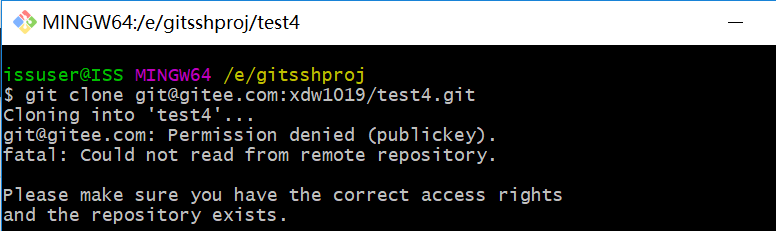 MINGW64:/e/gitsshproj/test4
issuser@ISS MINGW64 /e/gitsshproj
$ git clone git@gitee.com:xdw1019/test4.git
Cloning into 'test4'...
git@gitee.com: Permission denied (publickey).
fatal: Could not read from remote repository.
Please make sure you have the correct access rights
and the repository exists.